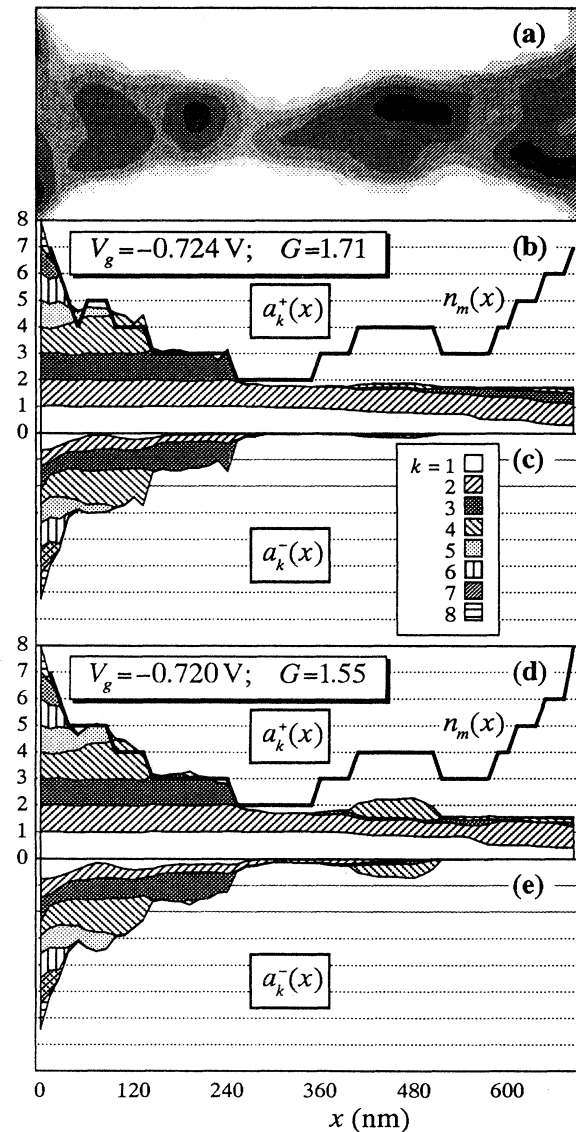 (a)
8
7
6
5
4
3
2
1
0
(b)
V_g=−0.724 V; G=1.71
a_k^+(x)
n_m(x)
(c)
k = 1
2
3
4
5
6
7
8
a_k^−(x)
8
7
6
5
4
3
2
1
0
(d)
V_g=−0.720 V; G=1.55
a_k^+(x)
n_m(x)
(e)
a_k^−(x)
0 120 240 360 480 600
x (nm)